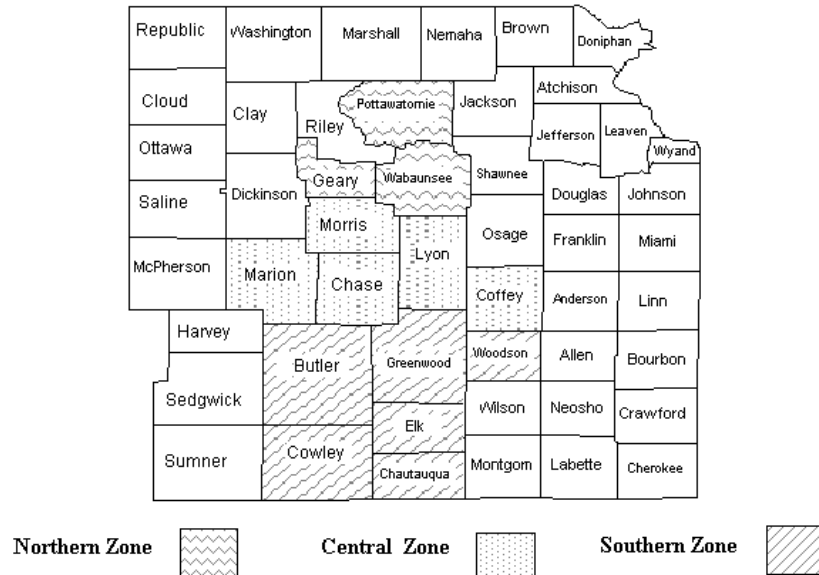 Republic
Washington
Marshall
Nemaha
Brown
Doniphan
Cloud
Clay
Riley
Pottawatomie
Jackson
Atchison
Ottawa
Jefferson
Leaven
Wyand
Geary
Wabaunsee
Shawnee
Saline
Dickinson
Douglas
Johnson
Morris
Lyon
Osage
Franklin
Miami
McPherson
Marion
Chase
Coffey
Anderson
Linn
Harvey
Butler
Greenwood
Woodson
Allen
Bourbon
Sedgwick
Elk
Wilson
Neosho
Crawford
Sumner
Cowley
Chautauqua
Montgom
Labette
Cherokee
Northern Zone
Central Zone
Southern Zone